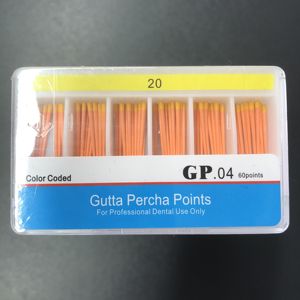 20
Color Coded GP.04 60points
Gutta Percha Points
For Professional Dental Use Only